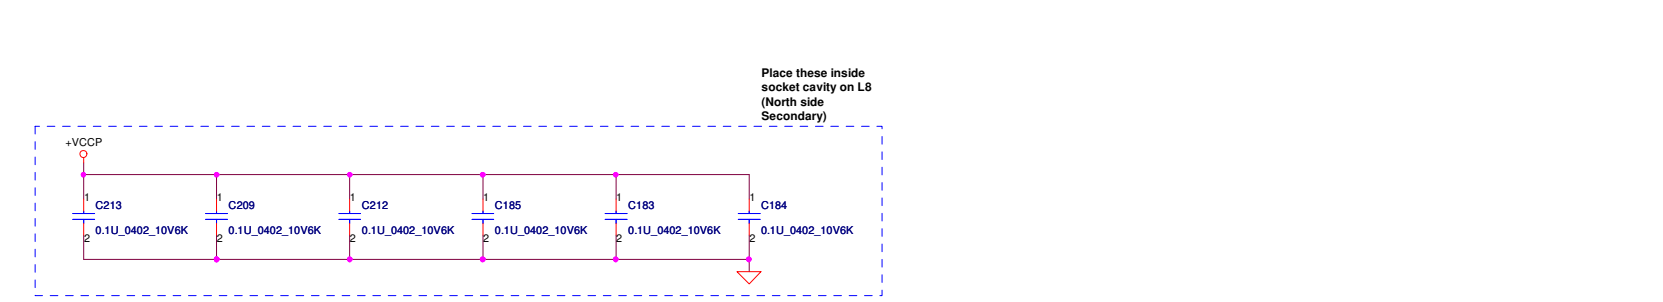 Place these inside
socket cavity on L8
(North side
Secondary)
+VCCP
1 1 1 1 1 1
C213 C209 C212 C185 C183 C184
0.1U_0402_10V6K 0.1U_0402_10V6K 0.1U_0402_10V6K 0.1U_0402_10V6K 0.1U_0402_10V6K 0.1U_0402_10V6K
2 2 2 2 2 2